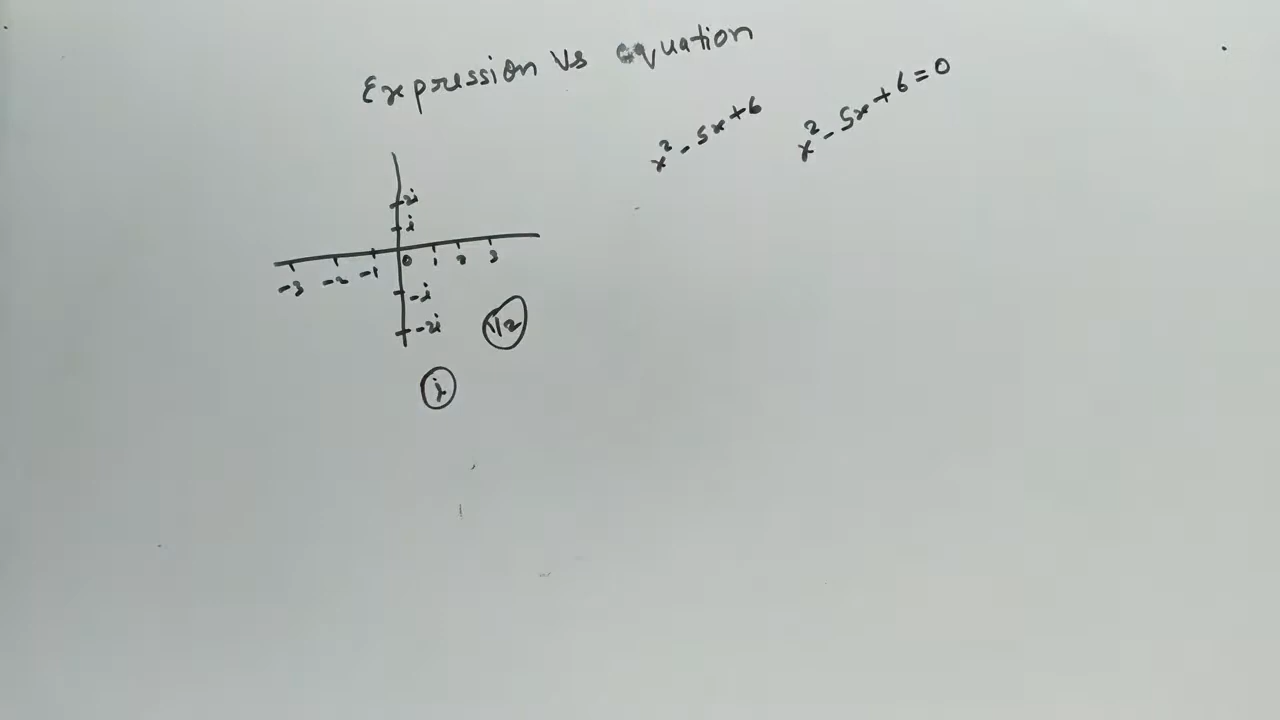 Expression Vs equation
x² - 5x + 6
x² - 5x + 6 = 0
2i
i
-3 -2 -1 0 1 2 3
-i
-2i
1/2
i